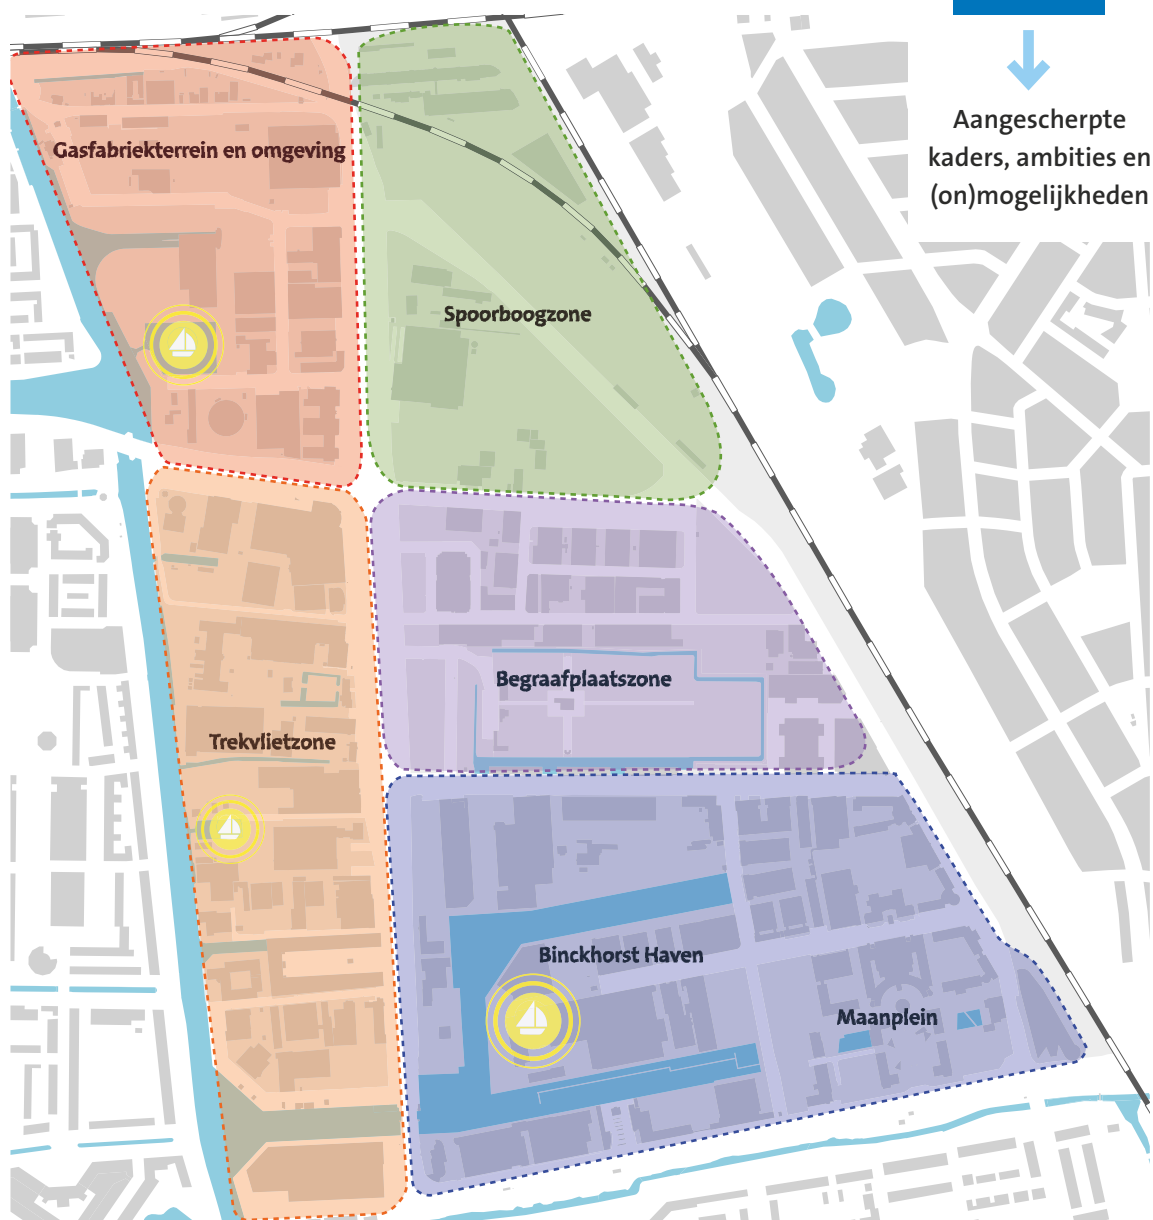 Aangescherpte
kaders, ambities en
(on)mogelijkheden
Gasfabriekterrein en omgeving
Spoorboogzone
Begraafplaatszone
Trekvlietzone
Binckhorst Haven
Maanplein